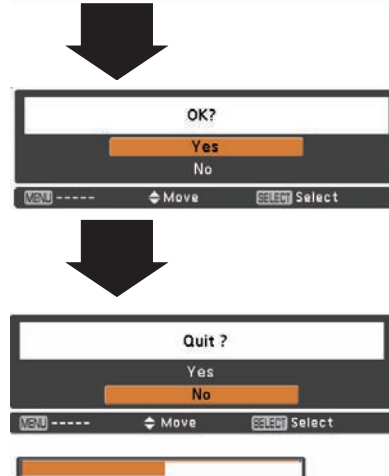 OK?
Yes
No
MENU ----- Move SELECT Select
Quit ?
Yes
No
MENU ----- Move SELECT Select